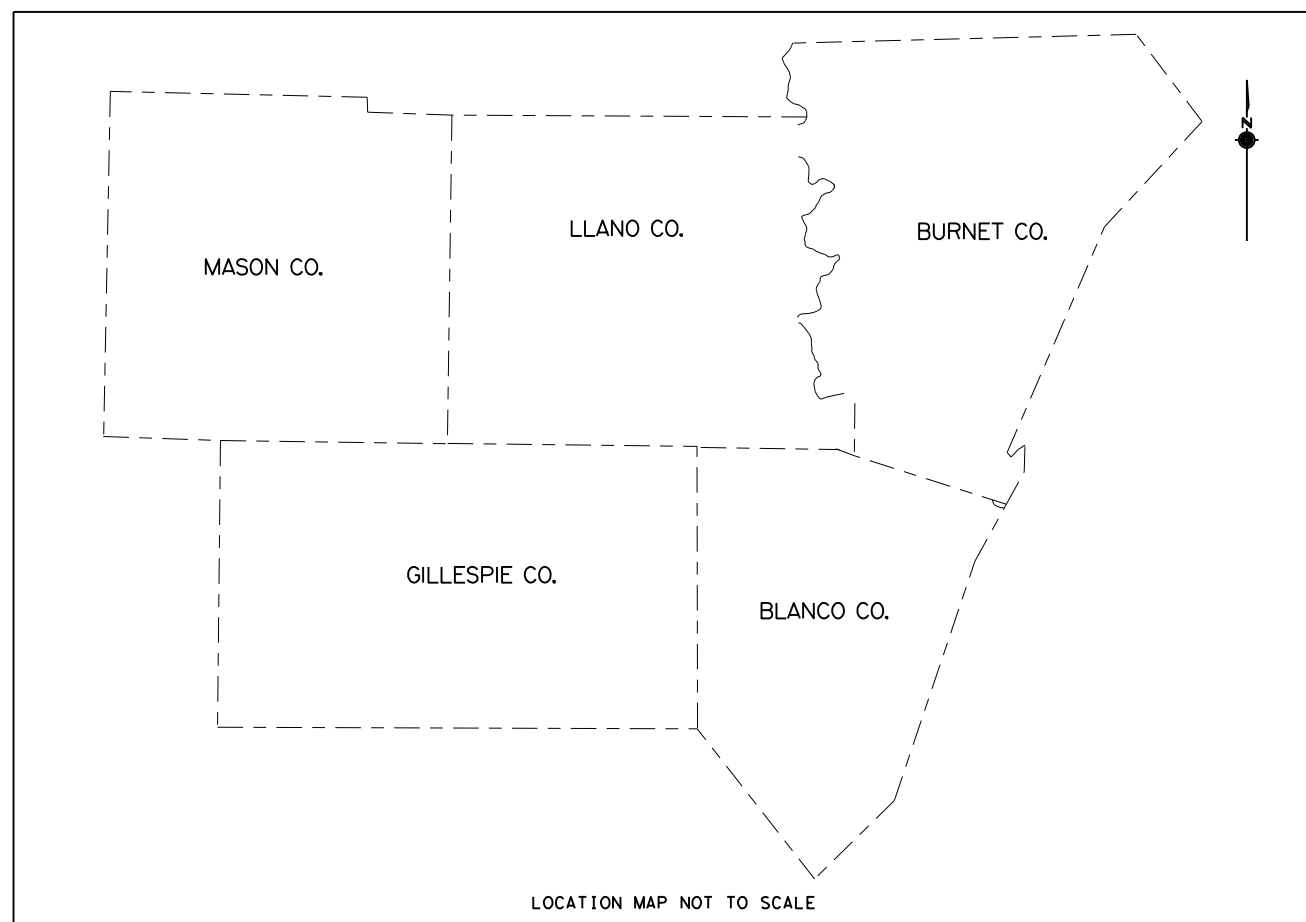 N
LLANO CO.
BURNET CO.
MASON CO.
GILLESPIE CO.
BLANCO CO.
LOCATION MAP NOT TO SCALE